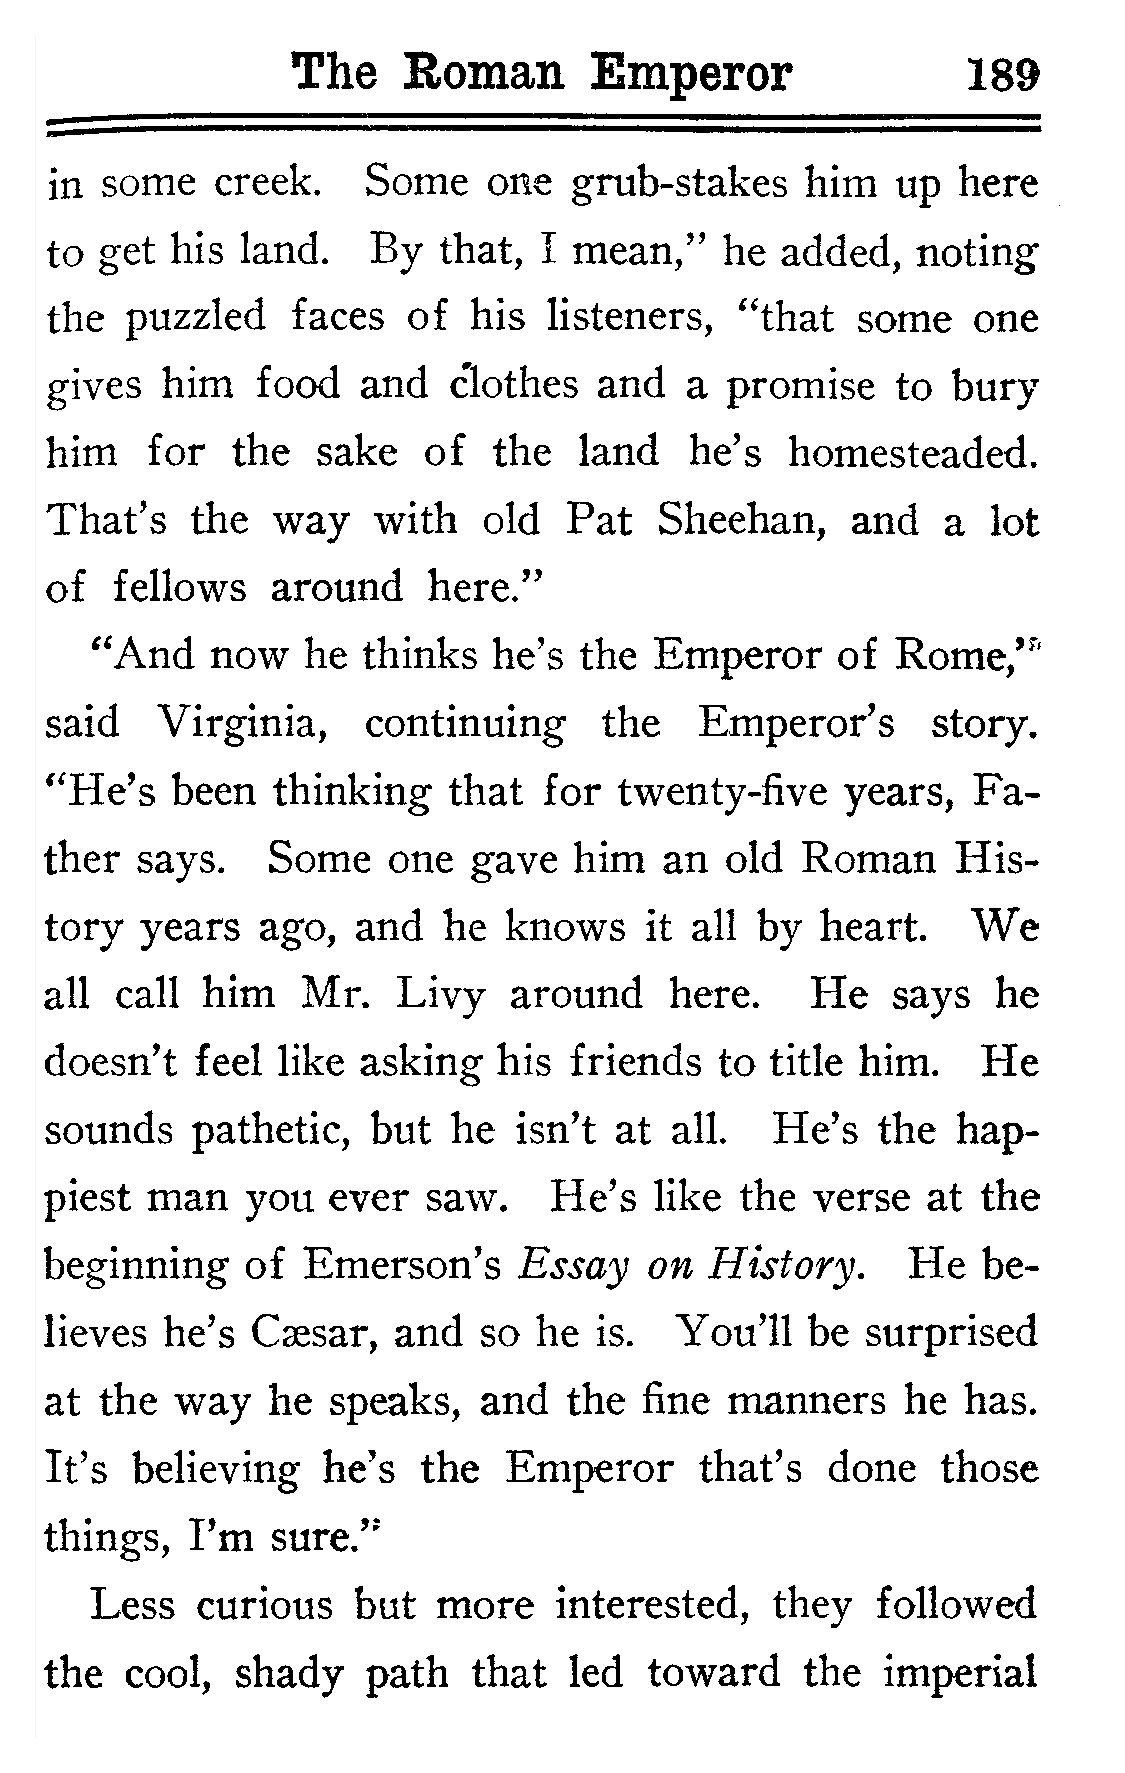 The Roman Emperor 189
in some creek. Some one grub-stakes him up here
to get his land. By that, I mean,” he added, noting
the puzzled faces of his listeners, “that some one
gives him food and clothes and a promise to bury
him for the sake of the land he’s homesteaded.
That’s the way with old Pat Sheehan, and a lot
of fellows around here.”
“And now he thinks he’s the Emperor of Rome,”
said Virginia, continuing the Emperor’s story.
“He’s been thinking that for twenty-five years, Fa-
ther says. Some one gave him an old Roman His-
tory years ago, and he knows it all by heart. We
all call him Mr. Livy around here. He says he
doesn’t feel like asking his friends to title him. He
sounds pathetic, but he isn’t at all. He’s the hap-
piest man you ever saw. He’s like the verse at the
beginning of Emerson’s Essay on History. He be-
lieves he’s Cæsar, and so he is. You’ll be surprised
at the way he speaks, and the fine manners he has.
It’s believing he’s the Emperor that’s done those
things, I’m sure.”
Less curious but more interested, they followed
the cool, shady path that led toward the imperial